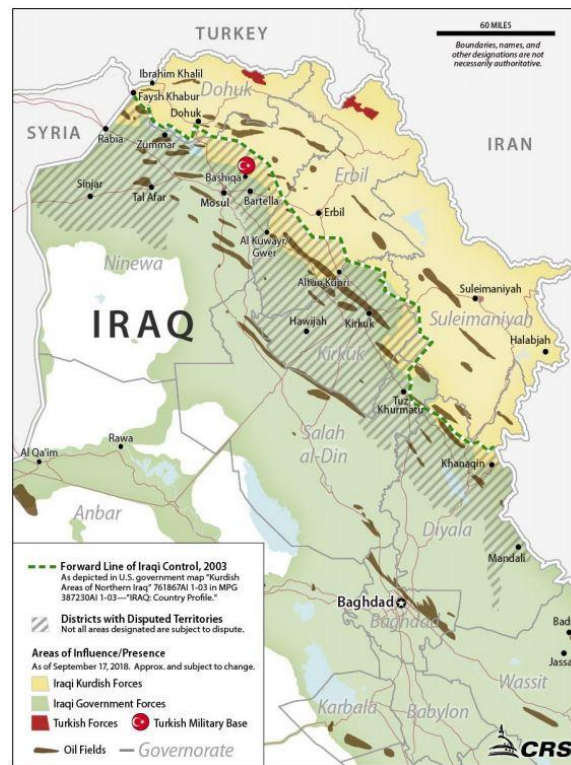 TURKEY
60 MILES
Boundaries, names, and
other designations are not
necessarily authoritative.
Ibrahim Khalil
Faysh Khabur
Dohuk
Dohuk
SYRIA
IRAN
Rabia
Zummar
Erbil
Bashiqa
Sinjar
Tal Afar
Mosul
Bartella
Erbil
Al Kuwayr/
Gwer
Ninewa
Altun Kupri
Suleimaniyah
IRAQ
Kirkuk
Suleimaniyah
Hawijah
Halabjah
Kirkuk
Tuz
Khurmatu
Salah
al-Din
Rawa
Al Qa'im
Khanaqin
Anbar
Diyala
Mandali
Forward Line of Iraqi Control, 2003
As depicted in U.S. government map "Kurdish
Areas of Northern Iraq" 761867AI 1-03 in MPG
387230AI 1-03—"IRAQ: Country Profile."
Districts with Disputed Territories
Not all areas designated are subject to dispute.
Baghdad
Baghdad
Bad
Jassa
Areas of Influence/Presence
As of September 17, 2018. Approx. and subject to change.
Iraqi Kurdish Forces
Iraqi Government Forces
Turkish Forces
Turkish Military Base
Oil Fields
Governorate
Wassit
Karbala
Babylon
CRS